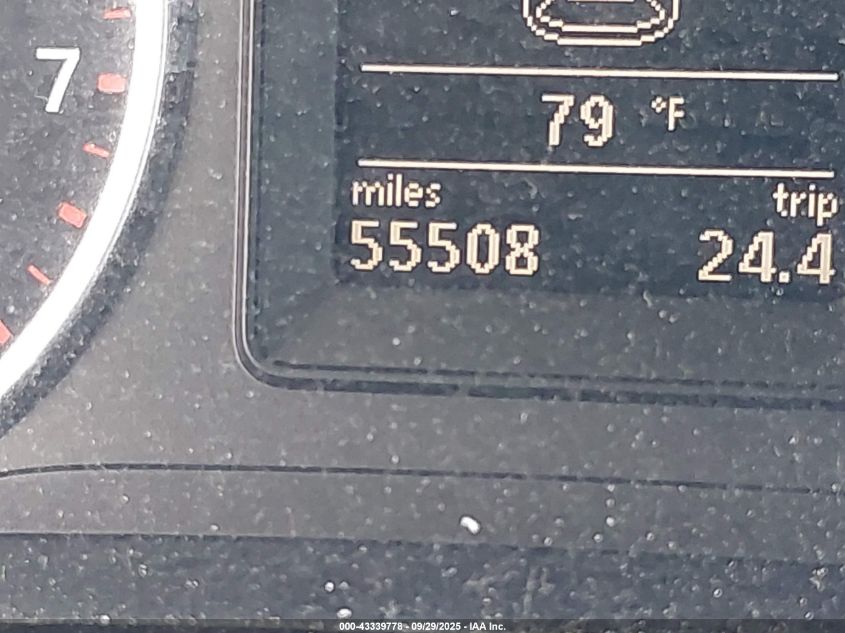 7
79 °F
miles trip
55508 24.4
000-43339778 - 09/29/2025 - IAA Inc.